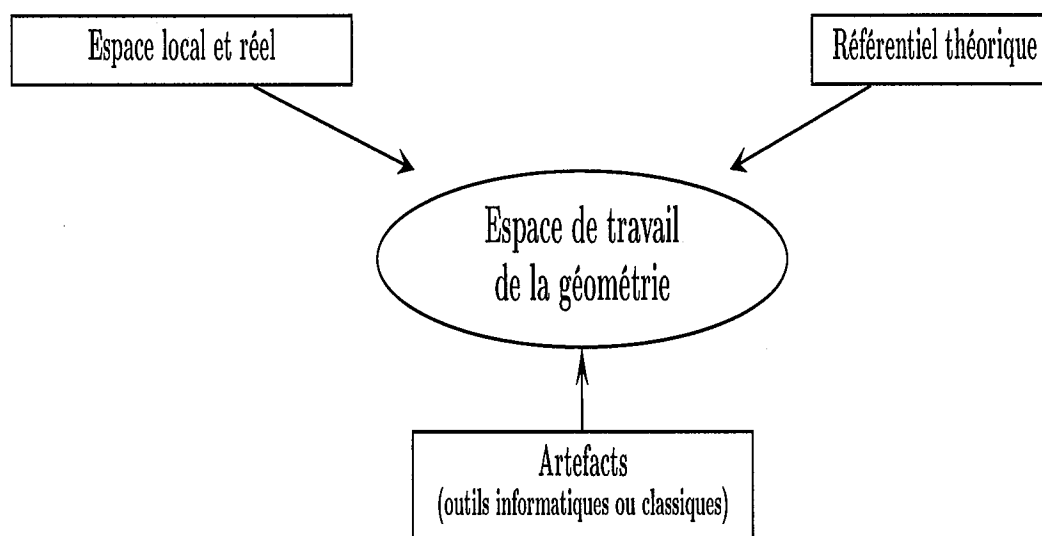 Espace local et réel
Référentiel théorique
Espace de travail
de la géométrie
Artefacts
(outils informatiques ou classiques)